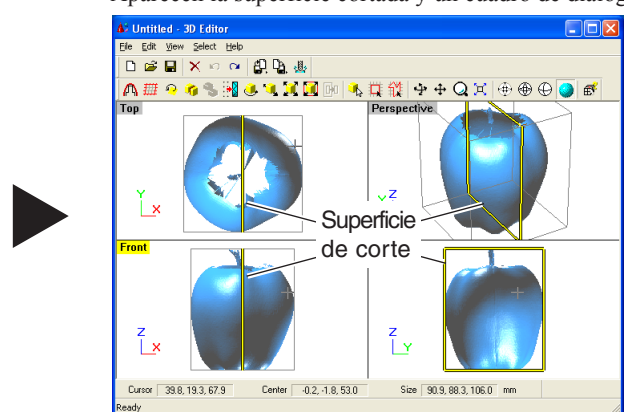 Aparecen la superficie cortada y un cuadro de diálog
Untitled - 3D Editor
File Edit View Select Help
Top
Perspective
Y
X
Z
Y
Superficie
de corte
Front
Z
X
Z
Y
Cursor 39.8, 19.3, 67.9 Center -0.2, -1.8, 53.0 Size 90.9, 88.3, 106.0 mm
Ready